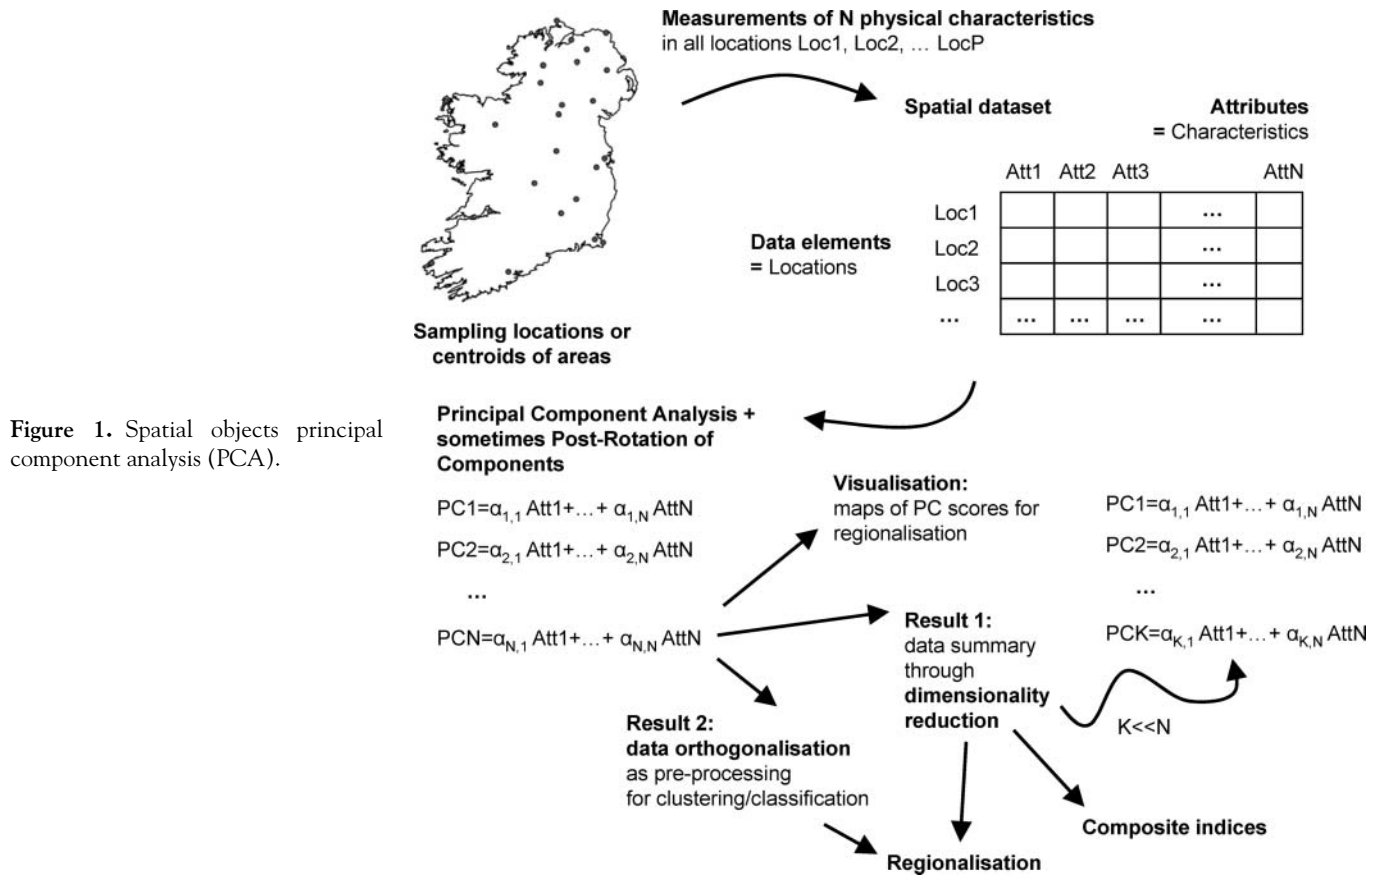 Measurements of N physical characteristics
in all locations Loc1, Loc2, … LocP
Spatial dataset
Attributes
= Characteristics
Att1 Att2 Att3 AttN
Loc1 …
Data elements
= Locations
Loc2 …
Loc3 …
… … … … …
Sampling locations or
centroids of areas
Figure 1. Spatial objects principal
component analysis (PCA).
Principal Component Analysis +
sometimes Post-Rotation of
Components
PC1=α1,1 Att1+…+ α1,N AttN
PC2=α2,1 Att1+…+ α2,N AttN
…
PCN=αN,1 Att1+…+ αN,N AttN
Visualisation:
maps of PC scores for
regionalisation
PC1=α1,1 Att1+…+ α1,N AttN
PC2=α2,1 Att1+…+ α2,N AttN
…
PCK=αK,1 Att1+…+ αK,N AttN
Result 1:
data summary
through
dimensionality
reduction
K<<N
Result 2:
data orthogonalisation
as pre-processing
for clustering/classification
Composite indices
Regionalisation